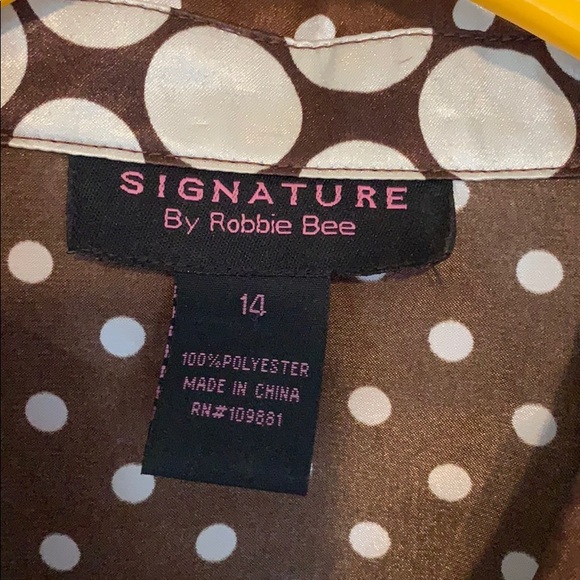 SIGNATURE
By Robbie Bee
14
100%POLYESTER
MADE IN CHINA
RN#109881